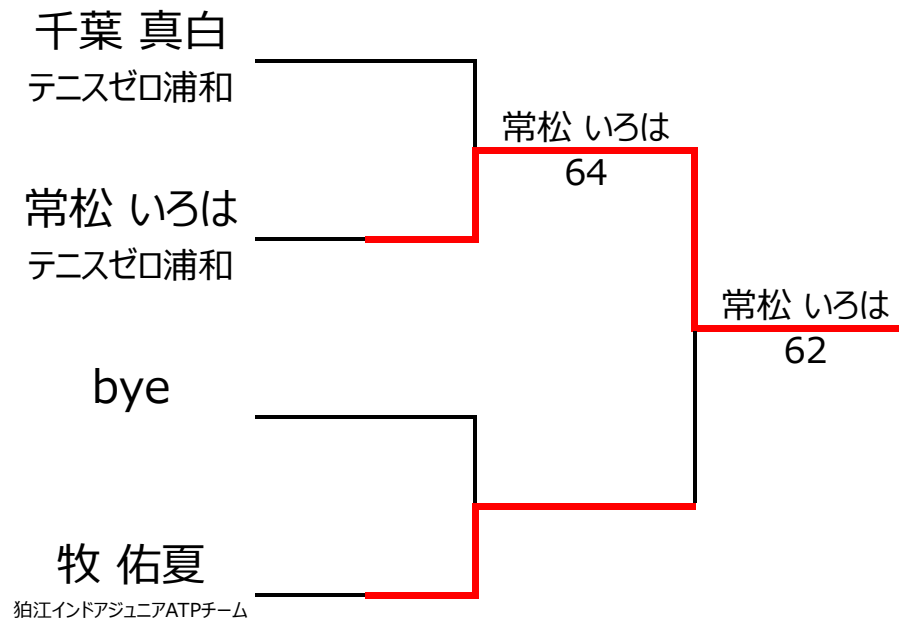 千葉 真白
テニスゼロ浦和
常松 いろは
64
常松 いろは
テニスゼロ浦和
常松 いろは
62
bye
牧 佑夏
狛江インドアジュニアATPチーム